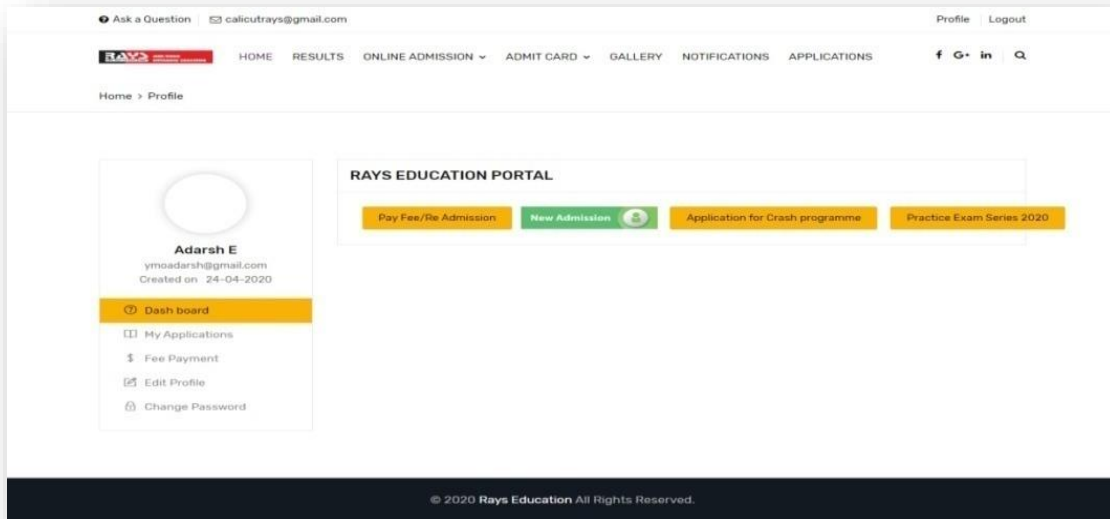 Ask a Question calicutrays@gmail.com Profile Logout
RAYS HOME RESULTS ONLINE ADMISSION ADMIT CARD GALLERY NOTIFICATIONS APPLICATIONS f G+ in
Home > Profile
RAYS EDUCATION PORTAL
Pay Fee/Re Admission New Admission Application for Crash programme Practice Exam Series 2020
Adarsh E
ymoadarsh@gmail.com
Created on 24-04-2020
Dash board
My Applications
$ Fee Payment
Edit Profile
Change Password
© 2020 Rays Education All Rights Reserved.